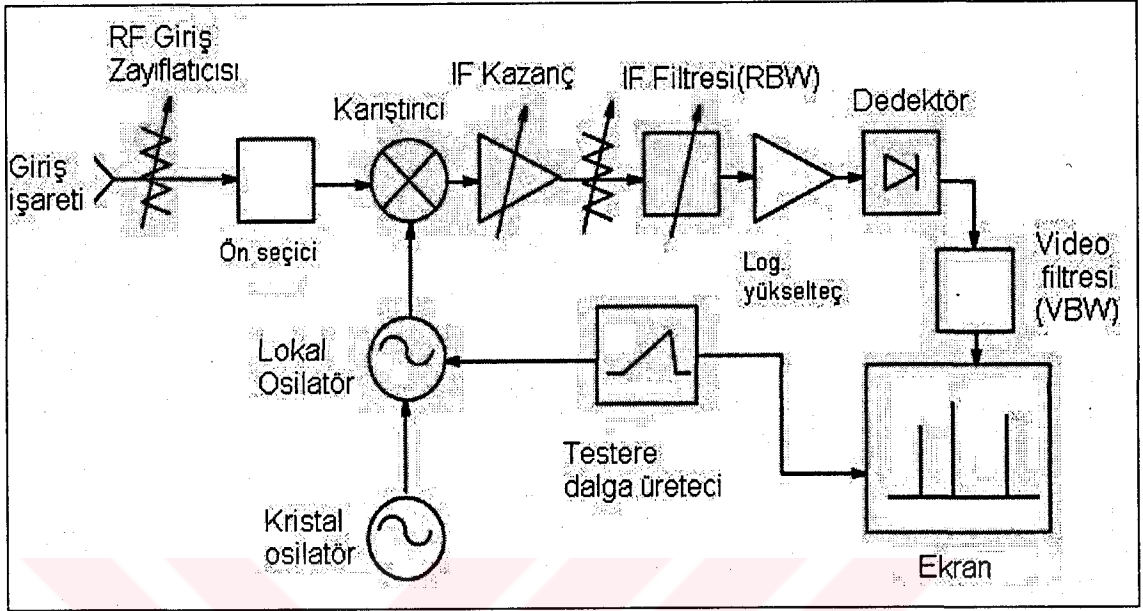 RF Giriş
Zayıflatıcısı
Giriş
işareti
Ön seçici
Karıştırıcı
IF Kazanç
IF Filtresi(RBW)
Dedektör
Log.
yükselteç
Video
filtresi
(VBW)
Lokal
Osilatör
Testere
dalga üreteci
Kristal
osilatör
Ekran